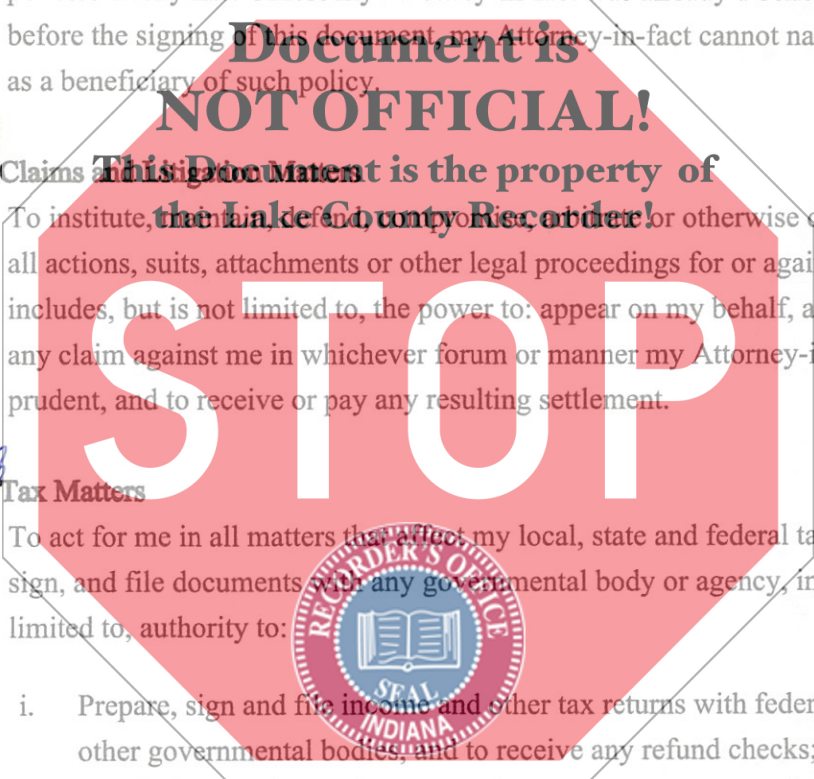 before the signing of this document, my Attorney-in-fact cannot na
as a beneficiary of such policy.
Document is
NOT OFFICIAL!
This Document is the property of
the Lake County Recorder!
Claims and Litigation Matters
To institute, maintain, defend, compromise, arbitrate or otherwise
all actions, suits, attachments or other legal proceedings for or agai
includes, but is not limited to, the power to: appear on my behalf, a
any claim against me in whichever forum or manner my Attorney-i
prudent, and to receive or pay any resulting settlement.
STOP
Tax Matters
To act for me in all matters that affect my local, state and federal ta
sign, and file documents with any governmental body or agency, in
limited to, authority to:
RECORDER'S OFFICE
SEAL
INDIANA
i. Prepare, sign and file income and other tax returns with feder
other governmental bodies, and to receive any refund checks;